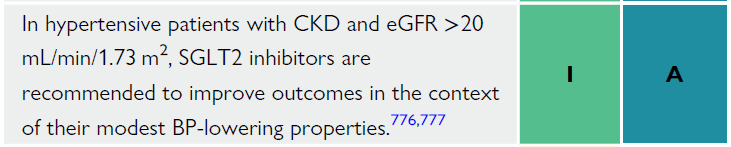 In hypertensive patients with CKD and eGFR >20
mL/min/1.73 m², SGLT2 inhibitors are
recommended to improve outcomes in the context
of their modest BP-lowering properties.776,777
I
A